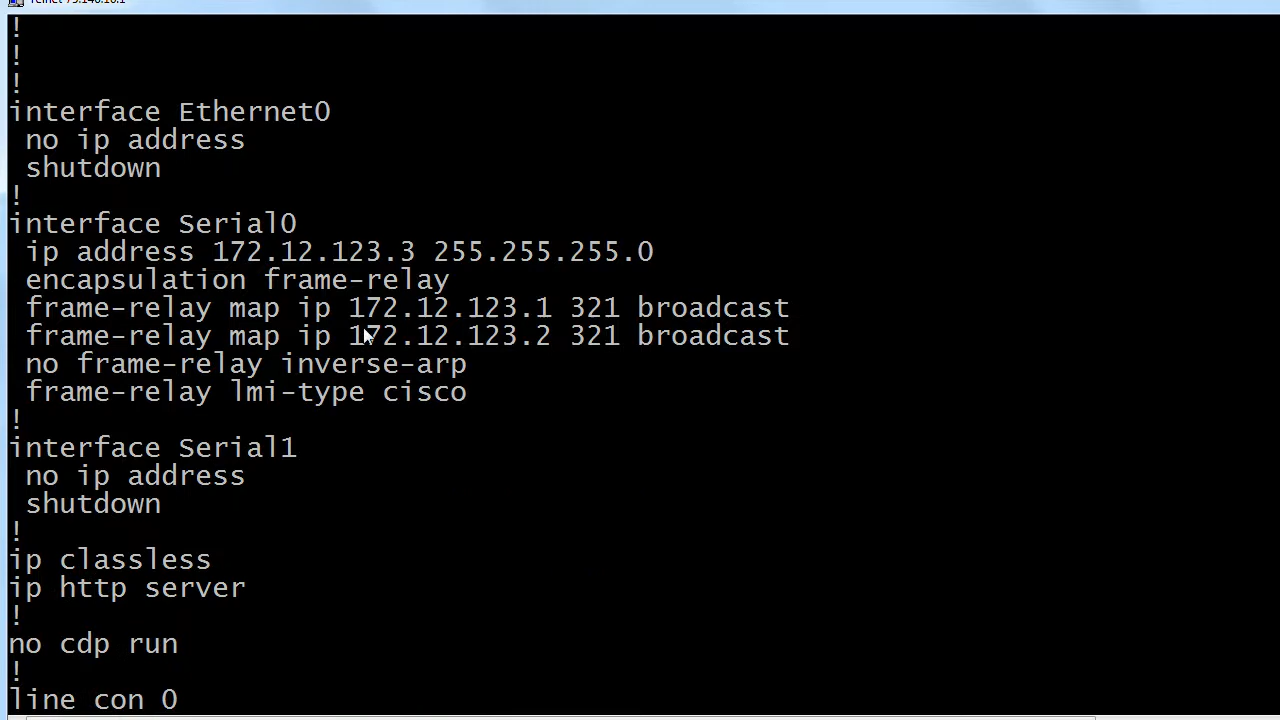 !
!
!
interface Ethernet0
 no ip address
 shutdown
!
interface Serial0
 ip address 172.12.123.3 255.255.255.0
 encapsulation frame-relay
 frame-relay map ip 172.12.123.1 321 broadcast
 frame-relay map ip 172.12.123.2 321 broadcast
 no frame-relay inverse-arp
 frame-relay lmi-type cisco
!
interface Serial1
 no ip address
 shutdown
!
ip classless
ip http server
!
no cdp run
!
line con 0